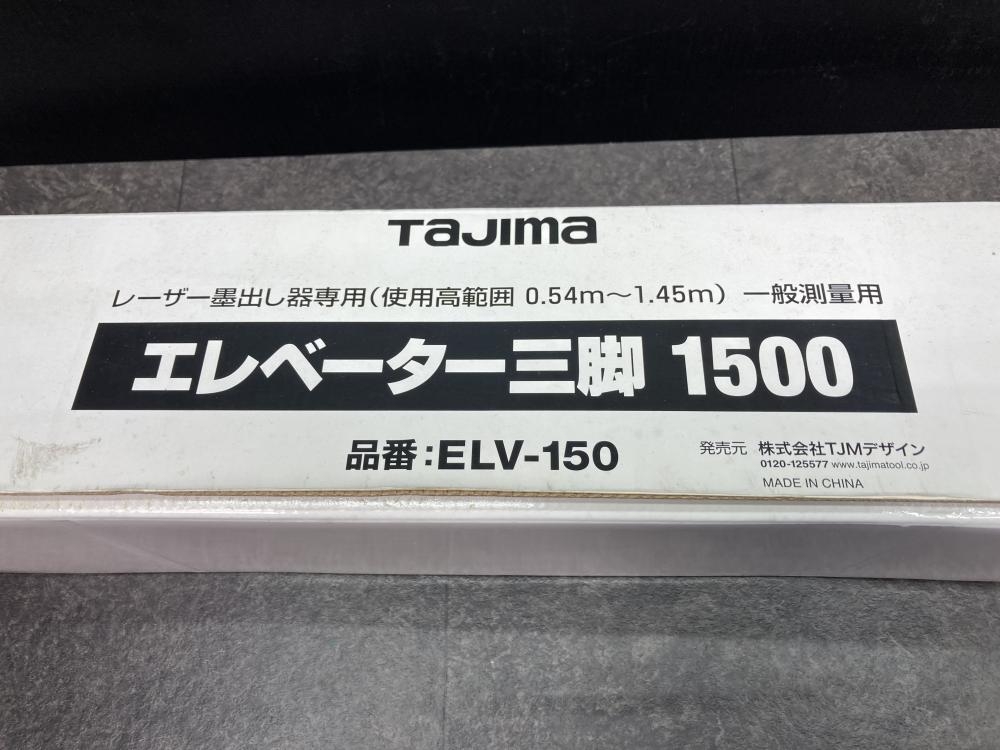 Tajima
レーザー墨出し器専用(使用高範囲 0.54m～1.45m) 一般測量用
エレベーター三脚 1500
品番:ELV-150
発売元 株式会社TJMデザイン
0120-125577 www.tajimatool.co.jp
MADE IN CHINA